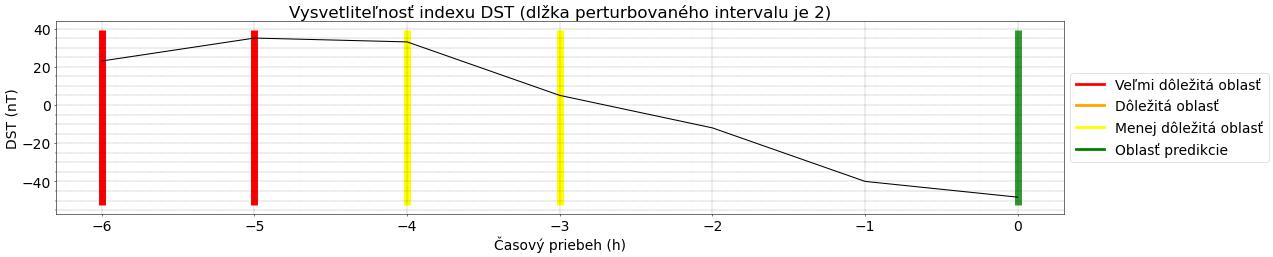 Vysvetliteľnosť indexu DST (dlžka perturbovaného intervalu je 2)
40
20
0
−20
−40
DST (nT)
−6 −5 −4 −3 −2 −1 0
Časový priebeh (h)
Veľmi dôležitá oblasť
Dôležitá oblasť
Menej dôležitá oblasť
Oblasť predikcie